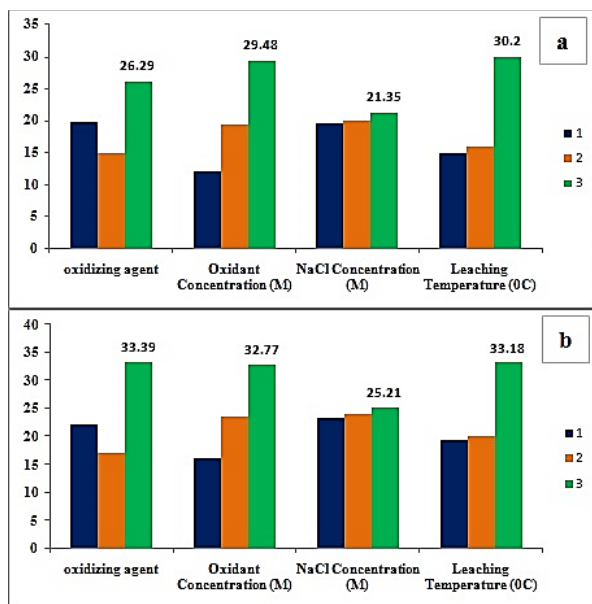 a
35
30
25
20
15
10
5
0
26.29
29.48
21.35
30.2
1
2
3
oxidizing agent
Oxidant
Concentration (M)
NaCl Concentration
(M)
Leaching
Temperature (0C)
b
40
35
30
25
20
15
10
5
0
33.39
32.77
25.21
33.18
1
2
3
oxidizing agent
Oxidant
Concentration (M)
NaCl Concentration
(M)
Leaching
Temperature (0C)